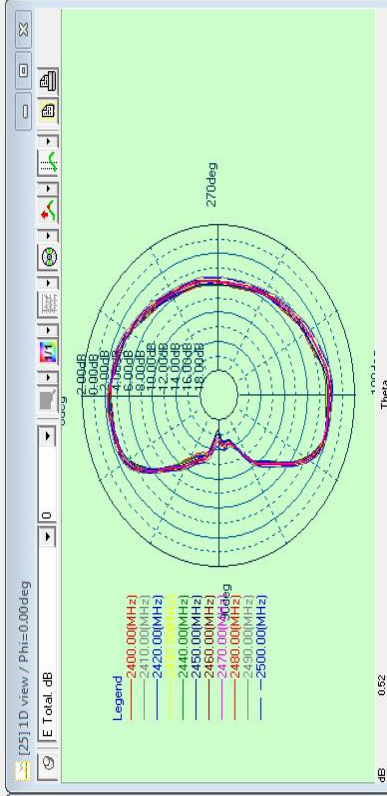 [25] 1D view / Phi=0.00deg
E Total. dB
0
1/1
Legend
2400.00(MHz)
2410.00(MHz)
2420.00(MHz)
2440.00(MHz)
2450.00(MHz)
2460.00(MHz)
2470.00(MHz)
2480.00(MHz)
2490.00(MHz)
2500.00(MHz)
90deg
2.00dB
0.00dB
-2.00dB
-4.00dB
-6.00dB
-8.00dB
-10.00dB
-12.00dB
-14.00dB
-16.00dB
-18.00dB
270deg
dB
0.52
Theta